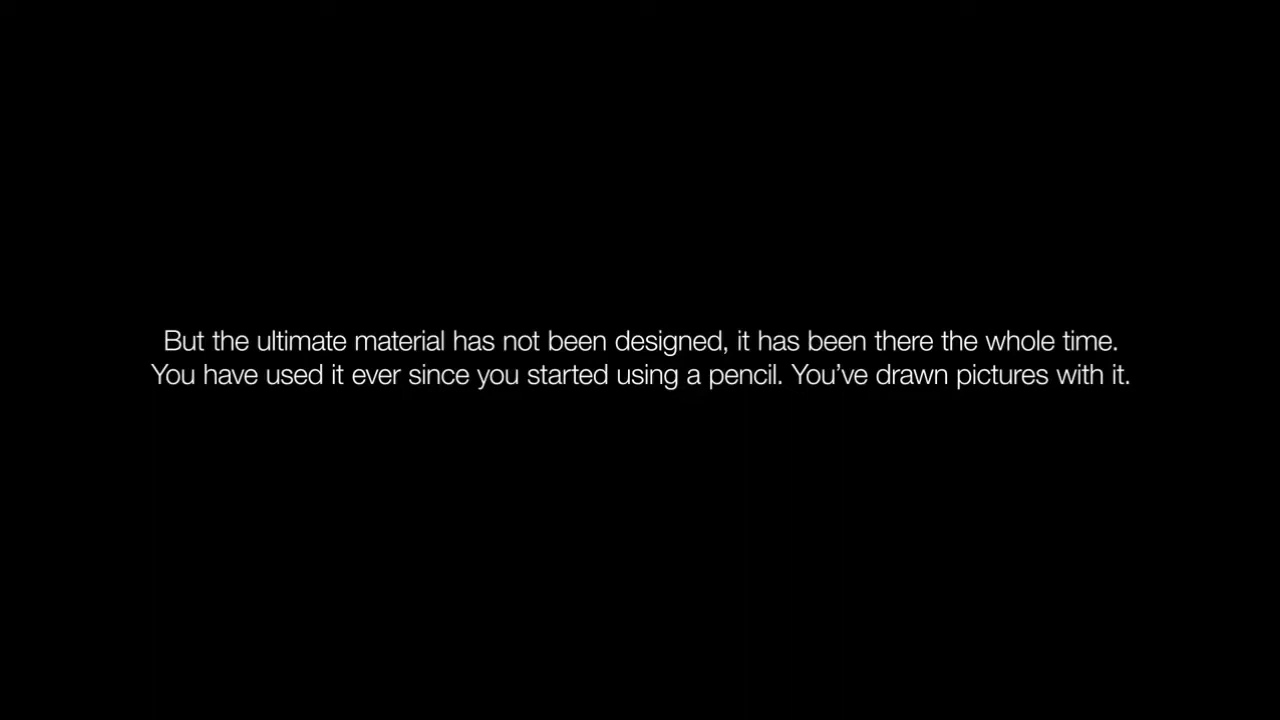 But the ultimate material has not been designed, it has been there the whole time.
You have used it ever since you started using a pencil. You’ve drawn pictures with it.